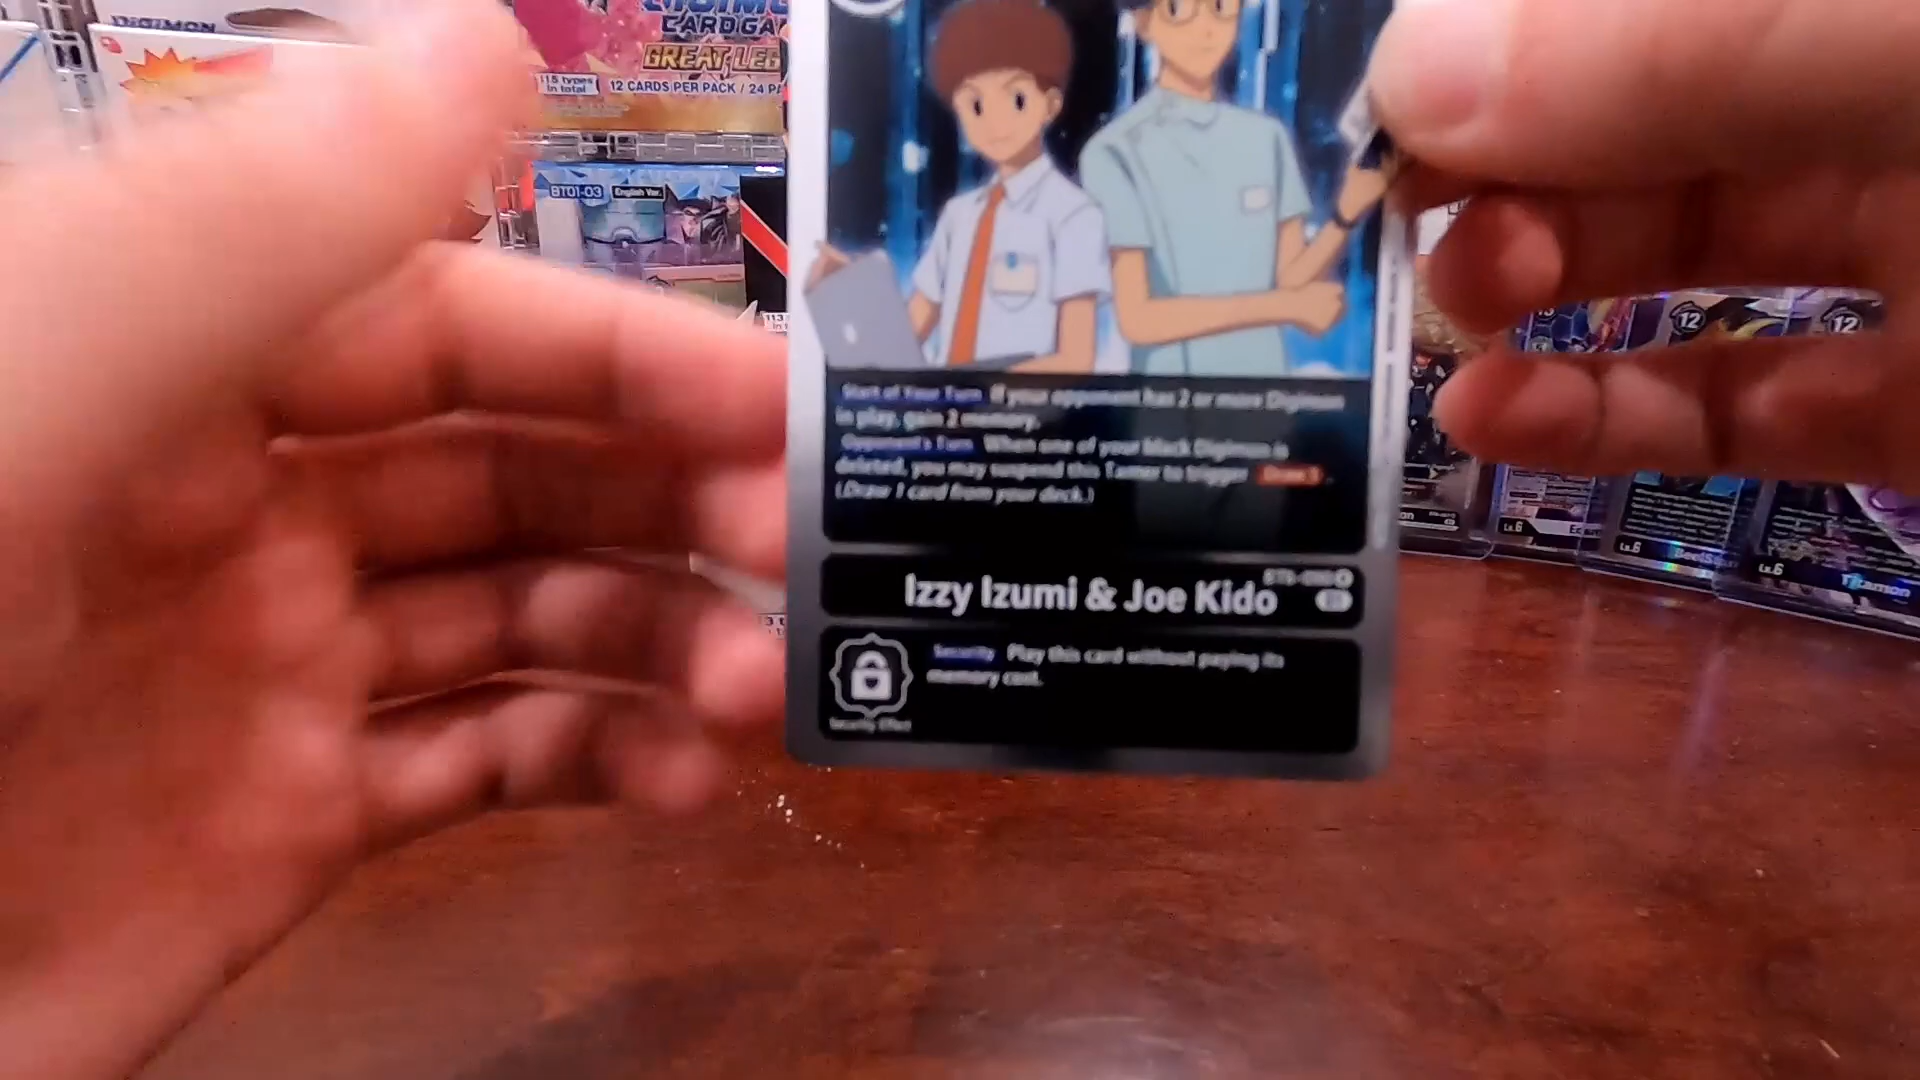 DIGIMON
DIGIMON
CARD GA
GREAT LEG
115 types
in total
12 CARDS PER PACK / 24 PA
BT01-03 English Ver.
113
12
12
Start of Your Turn If your opponent has 2 or more Digimon
in play, gain 2 memory.
Opponent's Turn When one of your black Digimon is
deleted, you may suspend this Tamer to trigger Draw 1.
(Draw 1 card from your deck.)
Izzy Izumi & Joe Kido
Security Play this card without paying its
memory cost.
Security Effect
Lv.6
Lv.6
Lv.6 Titamon